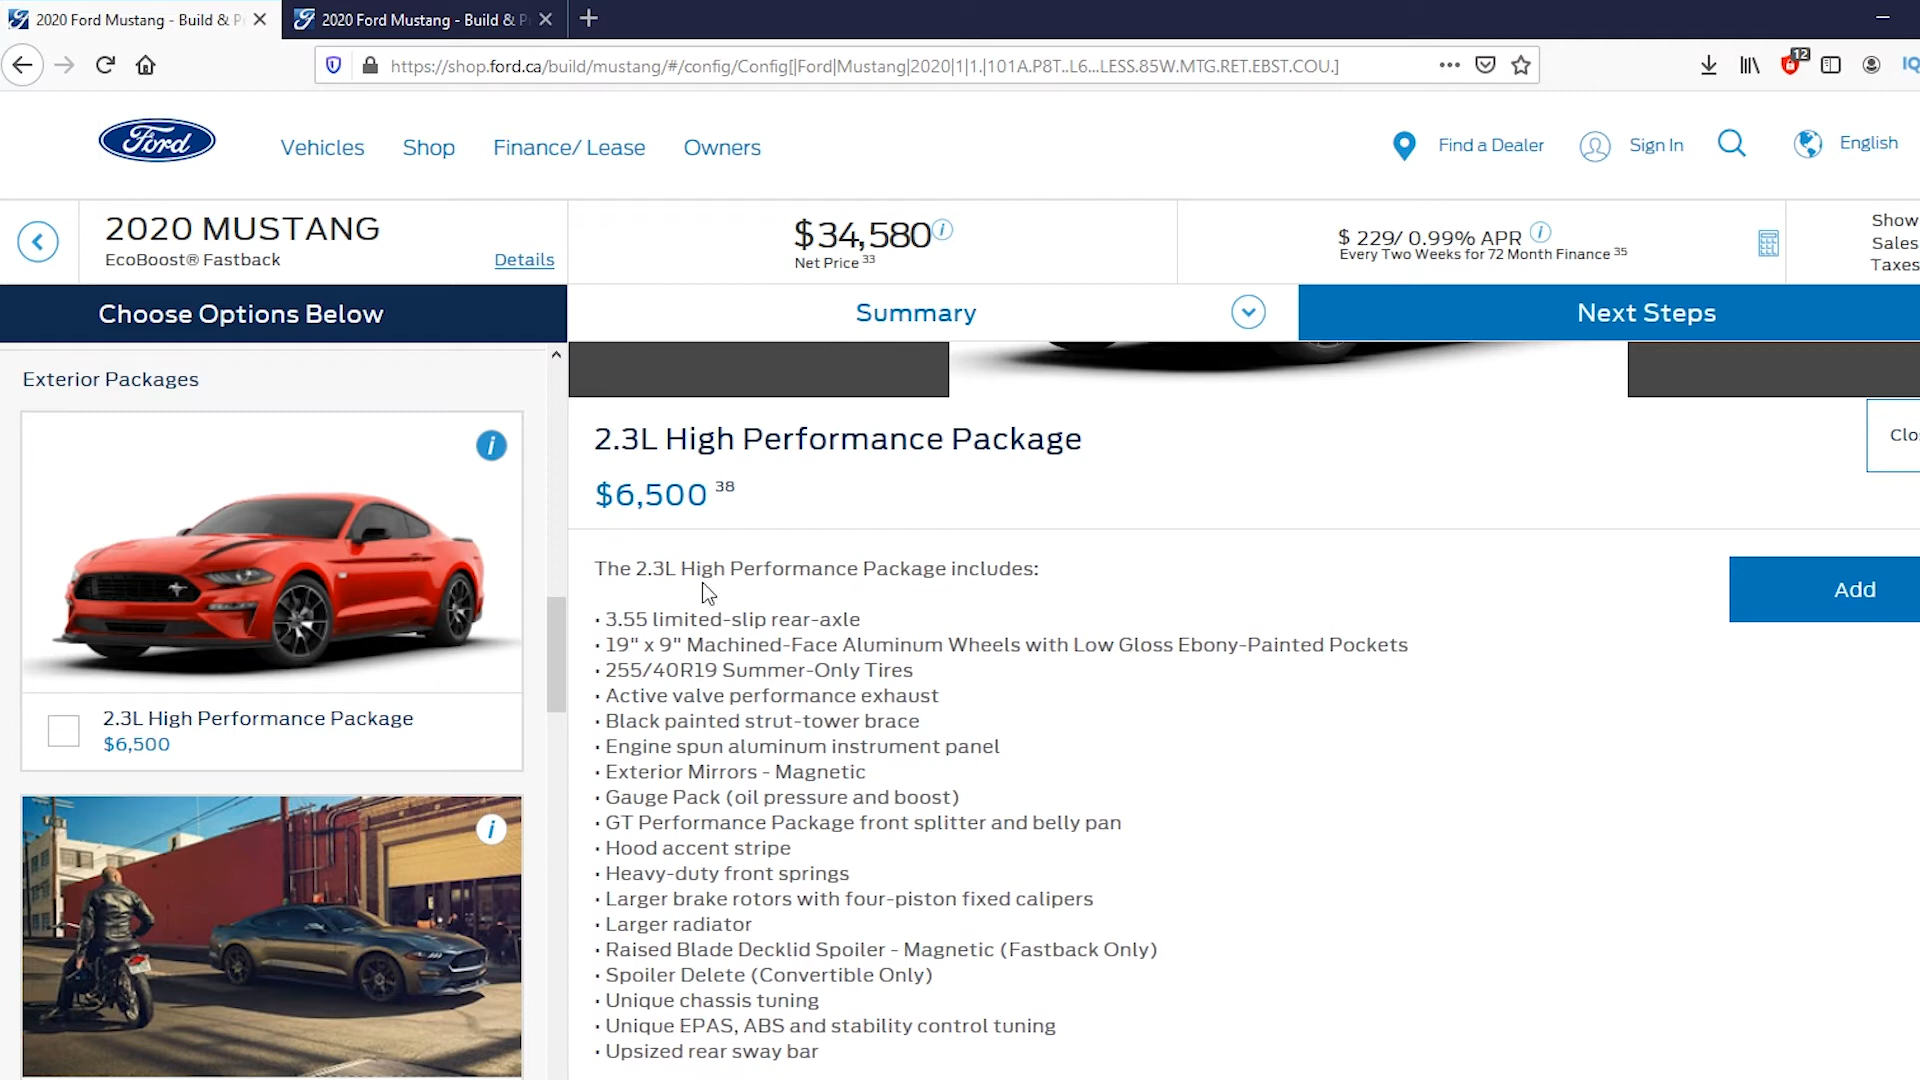 2020 Ford Mustang - Build & P
2020 Ford Mustang - Build & P
https://shop.ford.ca/build/mustang/#/config/Config[|Ford|Mustang|2020|1|1.|101A.P8T..L6...LESS.85W.MTG.RET.EBST.COU.]
12
IQ
Ford
Vehicles
Shop
Finance/ Lease
Owners
Find a Dealer
Sign In
English
2020 MUSTANG
EcoBoost® Fastback
Details
$34,580
Net Price 33
$ 229/ 0.99% APR
Every Two Weeks for 72 Month Finance 35
Show
Sales
Taxes
Choose Options Below
Summary
Next Steps
Exterior Packages
2.3L High Performance Package
$6,500
2.3L High Performance Package
$6,500 38
Clo
The 2.3L High Performance Package includes:
Add
· 3.55 limited-slip rear-axle
· 19" x 9" Machined-Face Aluminum Wheels with Low Gloss Ebony-Painted Pockets
· 255/40R19 Summer-Only Tires
· Active valve performance exhaust
· Black painted strut-tower brace
· Engine spun aluminum instrument panel
· Exterior Mirrors - Magnetic
· Gauge Pack (oil pressure and boost)
· GT Performance Package front splitter and belly pan
· Hood accent stripe
· Heavy-duty front springs
· Larger brake rotors with four-piston fixed calipers
· Larger radiator
· Raised Blade Decklid Spoiler - Magnetic (Fastback Only)
· Spoiler Delete (Convertible Only)
· Unique chassis tuning
· Unique EPAS, ABS and stability control tuning
· Upsized rear sway bar